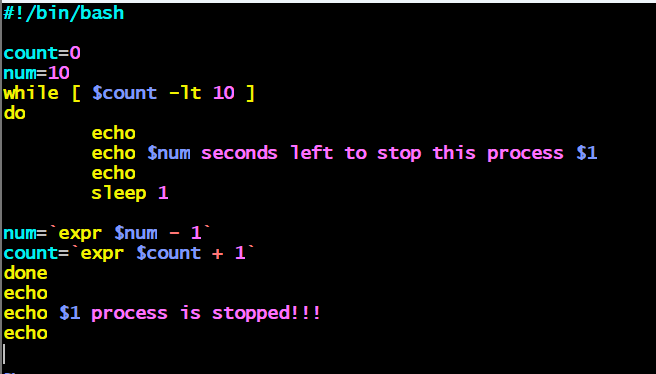 #!/bin/bash

count=0
num=10
while [ $count -lt 10 ]
do
        echo
        echo $num seconds left to stop this process $1
        echo
        sleep 1

num=`expr $num - 1`
count=`expr $count + 1`
done
echo
echo $1 process is stopped!!!
echo
~